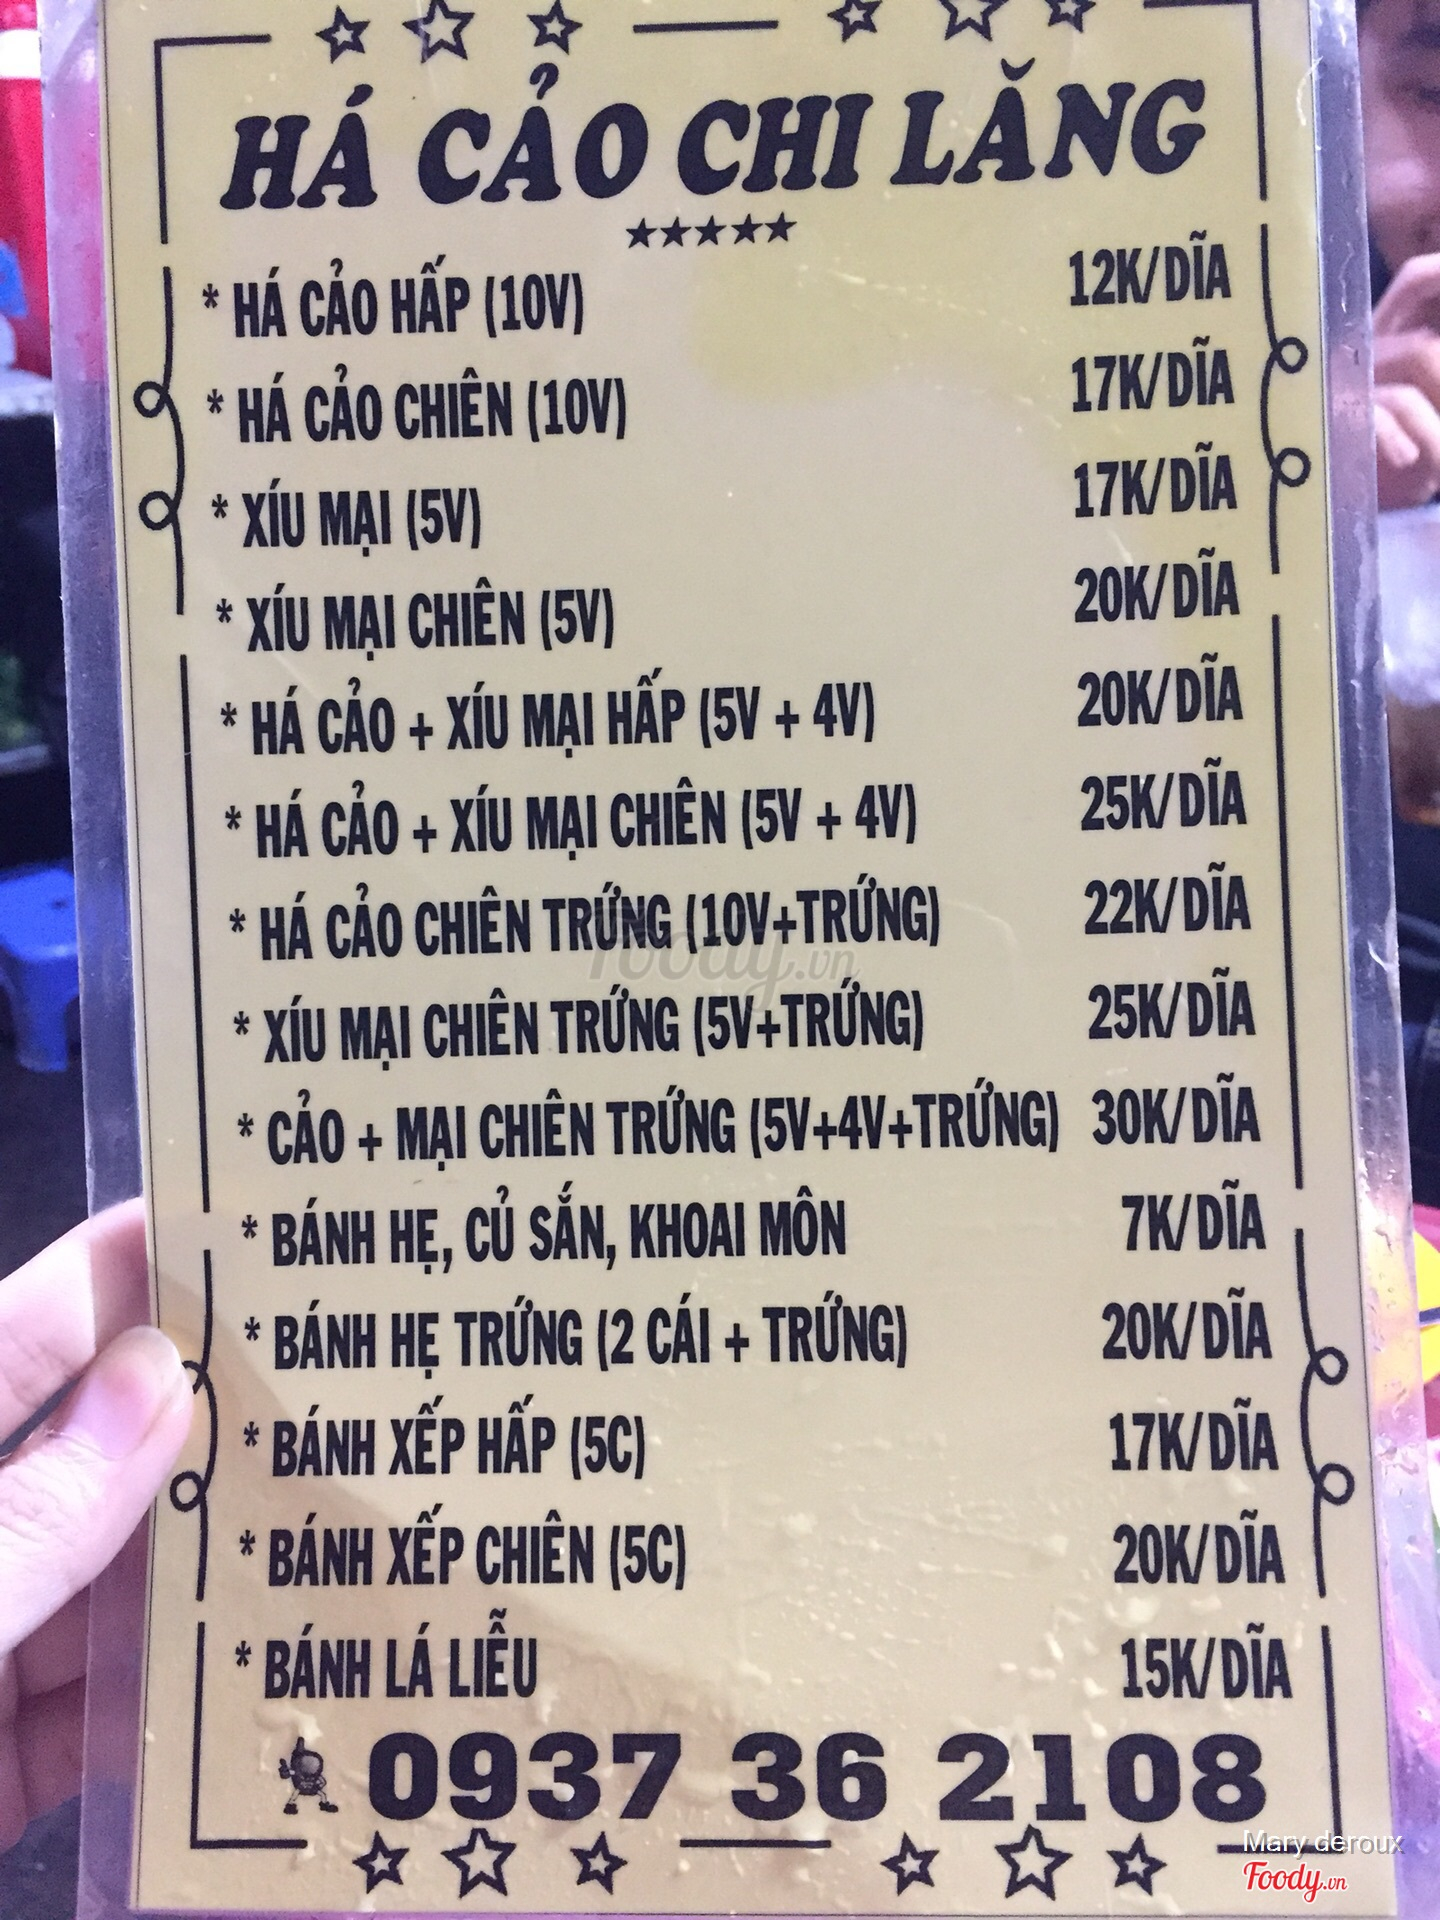 HÁ CẢO CHI LĂNG
* HÁ CẢO HẤP (10V) 12K/DĨA
* HÁ CẢO CHIÊN (10V) 17K/DĨA
* XÍU MẠI (5V) 17K/DĨA
* XÍU MẠI CHIÊN (5V) 20K/DĨA
* HÁ CẢO + XÍU MẠI HẤP (5V + 4V) 20K/DĨA
* HÁ CẢO + XÍU MẠI CHIÊN (5V + 4V) 25K/DĨA
* HÁ CẢO CHIÊN TRỨNG (10V+TRỨNG) 22K/DĨA
Foody.vn
* XÍU MẠI CHIÊN TRỨNG (5V+TRỨNG) 25K/DĨA
* CẢO + MẠI CHIÊN TRỨNG (5V+4V+TRỨNG) 30K/DĨA
* BÁNH HẸ, CỦ SẮN, KHOAI MÔN 7K/DĨA
* BÁNH HẸ TRỨNG (2 CÁI + TRỨNG) 20K/DĨA
* BÁNH XẾP HẤP (5C) 17K/DĨA
* BÁNH XẾP CHIÊN (5C) 20K/DĨA
* BÁNH LÁ LIỄU 15K/DĨA
0937 36 2108
Mary deroux
Foody.vn